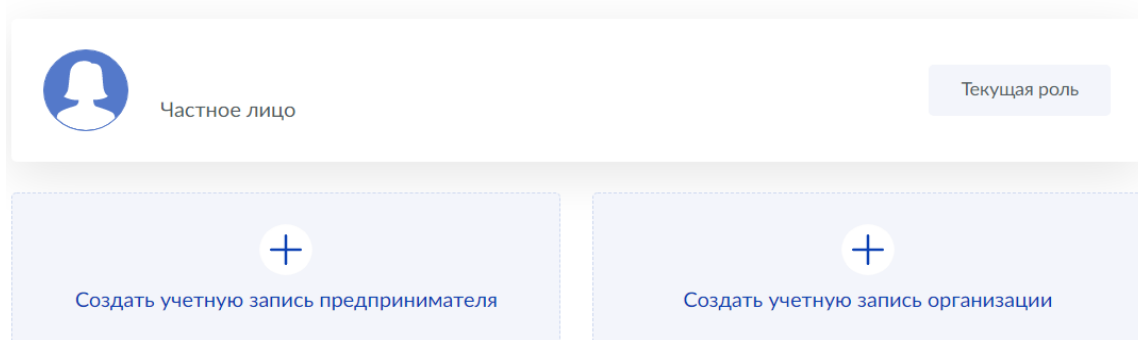 Частное лицо
Текущая роль
Создать учетную запись предпринимателя
Создать учетную запись организации